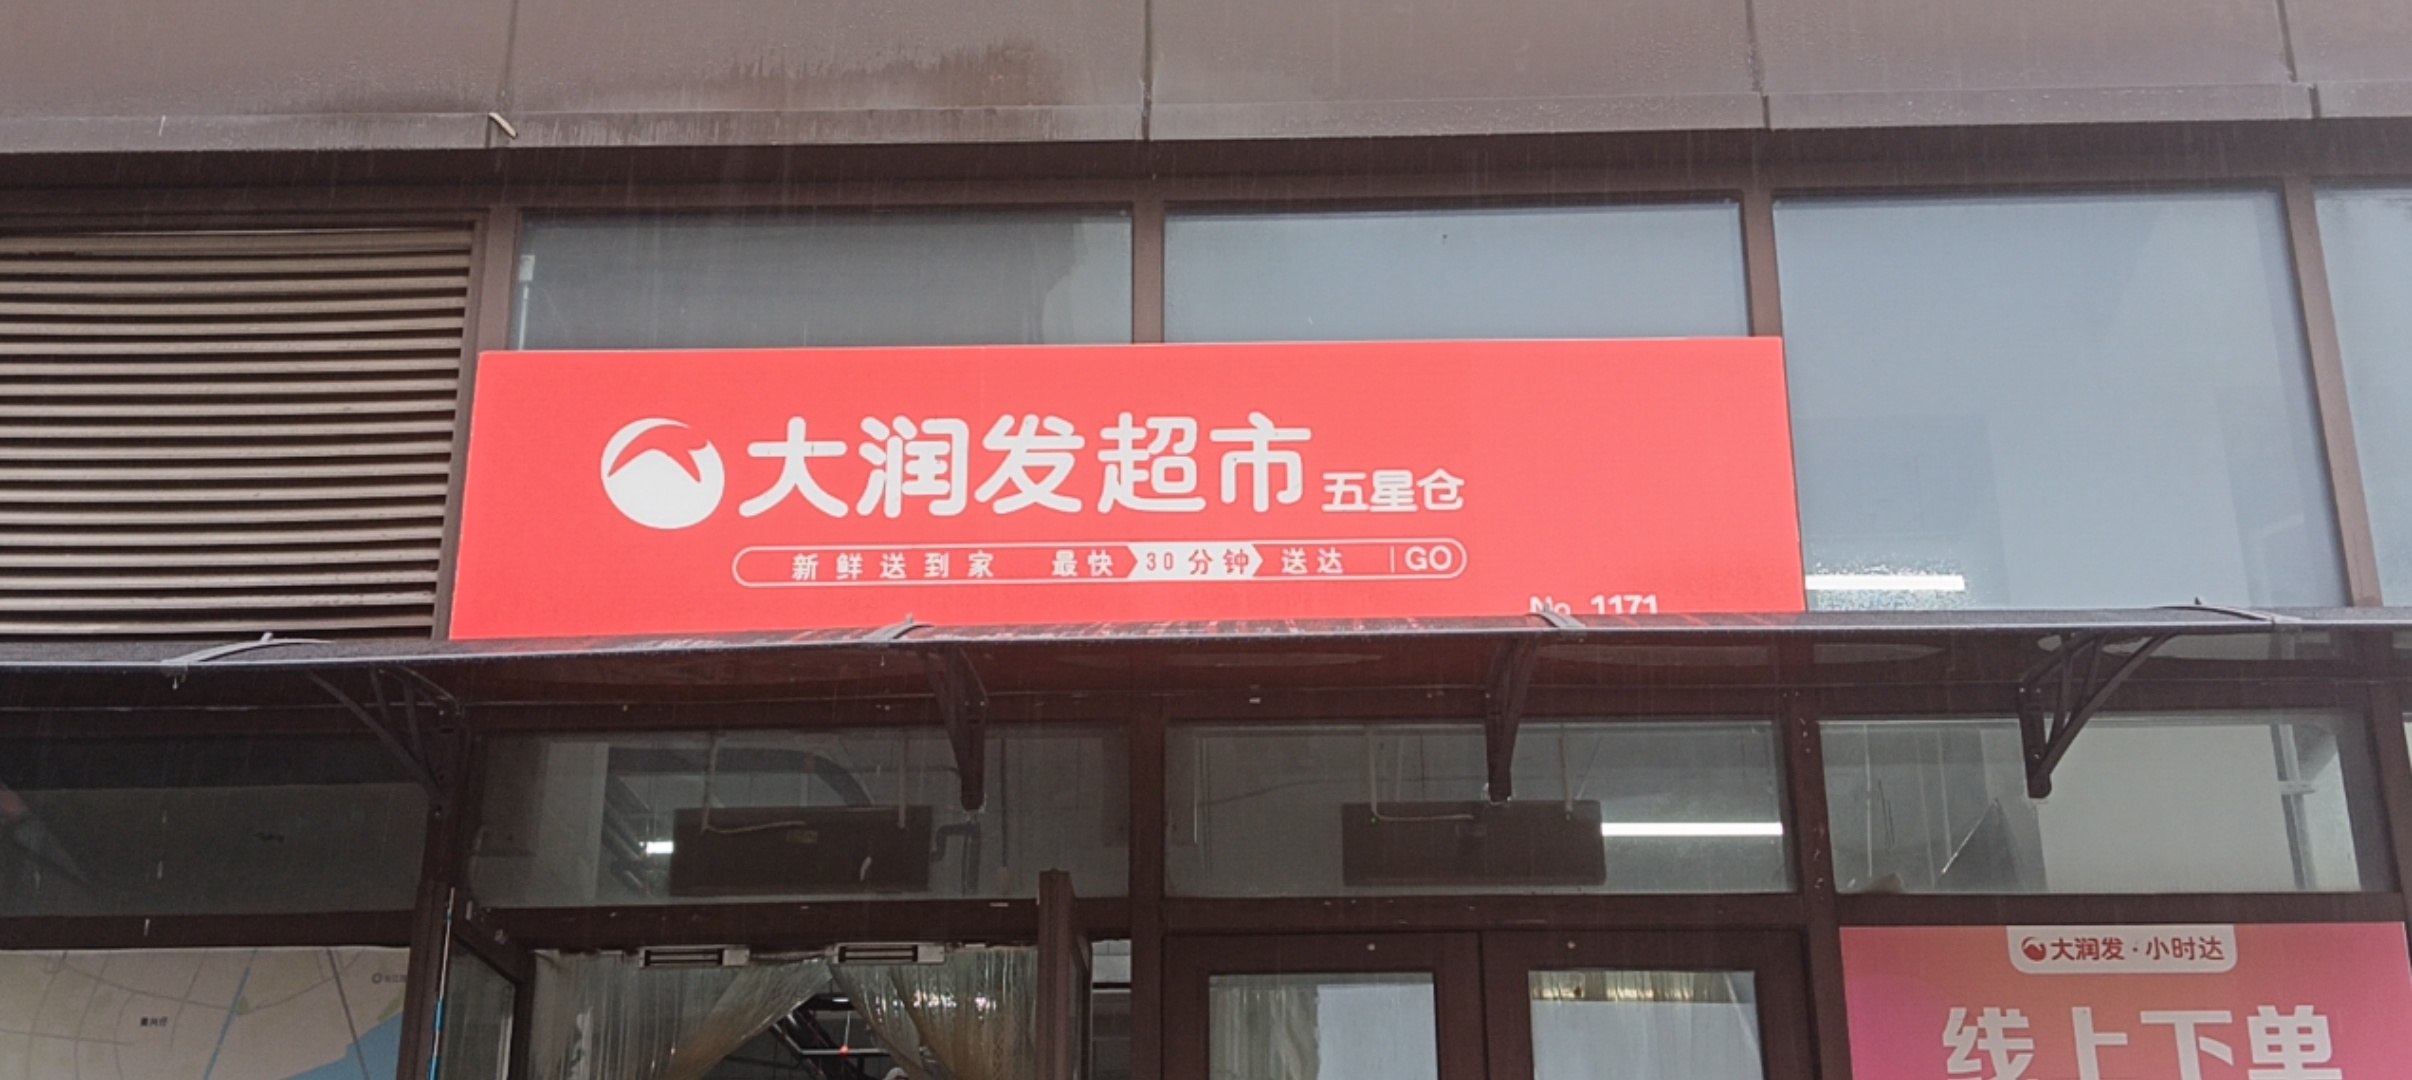 大润发超市 五星仓
新鲜送到家 最快 30分钟 送达 GO
No. 1171
大润发·小时达
线上下单